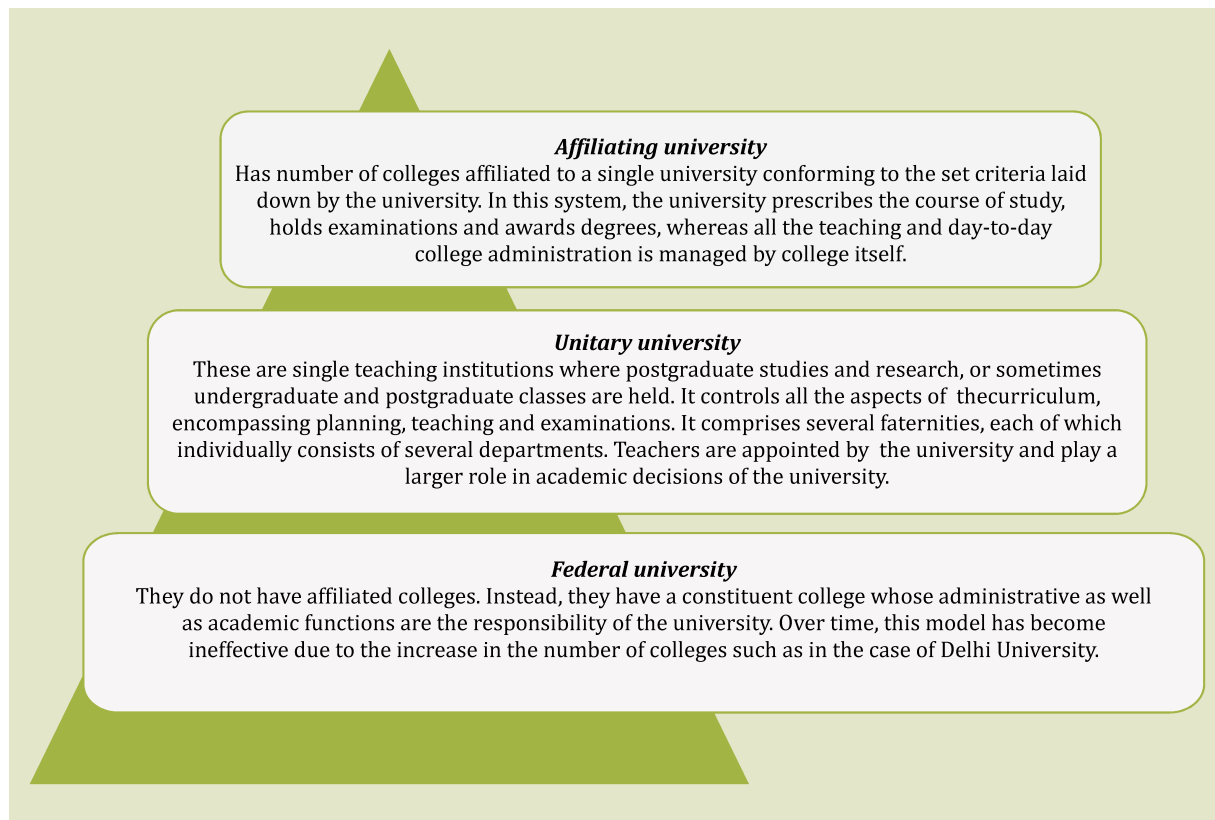 Affiliating university
Has number of colleges affiliated to a single university conforming to the set criteria laid
down by the university. In this system, the university prescribes the course of study,
holds examinations and awards degrees, whereas all the teaching and day-to-day
college administration is managed by college itself.
Unitary university
These are single teaching institutions where postgraduate studies and research, or sometimes
undergraduate and postgraduate classes are held. It controls all the aspects of  thecurriculum,
encompassing planning, teaching and examinations. It comprises several faternities, each of which
individually consists of several departments. Teachers are appointed by  the university and play a
larger role in academic decisions of the university.
Federal university
They do not have affiliated colleges. Instead, they have a constituent college whose administrative as well
as academic functions are the responsibility of the university. Over time, this model has become
ineffective due to the increase in the number of colleges such as in the case of Delhi University.